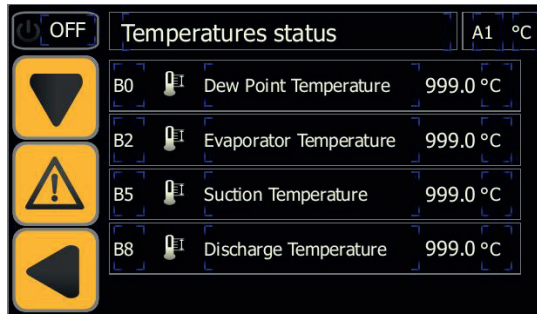 OFF Temperatures status A1 °C
B0 Dew Point Temperature 999.0 °C
B2 Evaporator Temperature 999.0 °C
B5 Suction Temperature 999.0 °C
B8 Discharge Temperature 999.0 °C